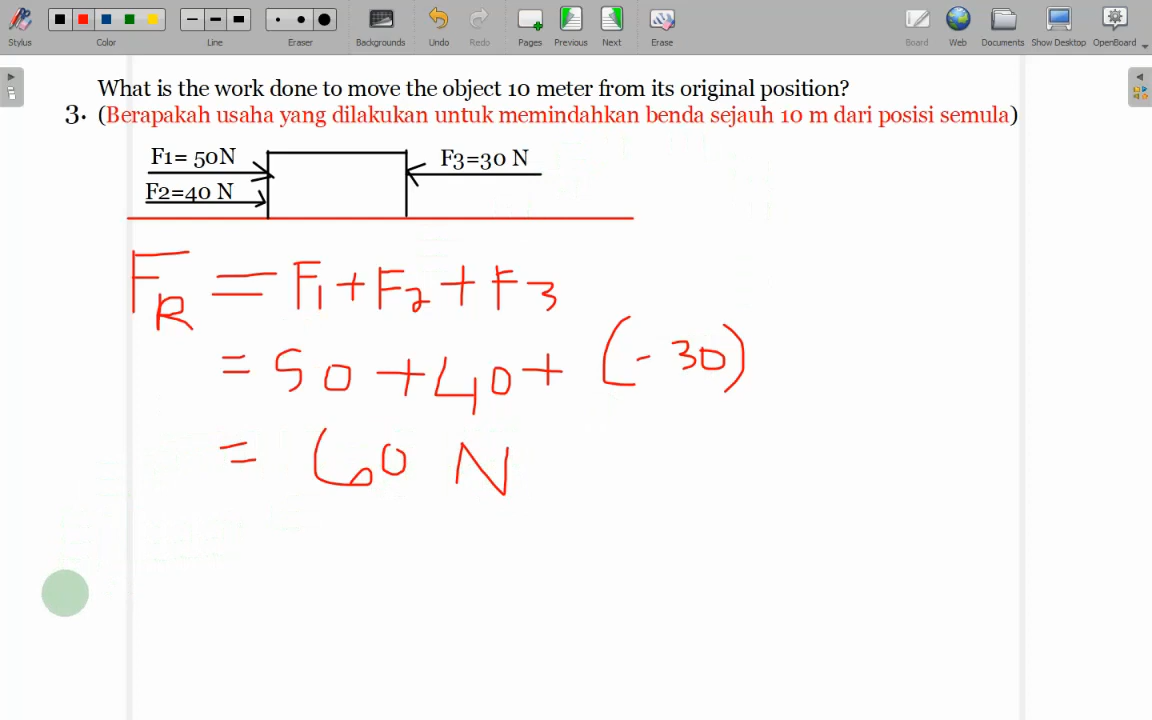 Stylus Color Line Eraser Backgrounds Undo Redo Pages Previous Next Erase Board Web Documents Show Desktop OpenBoard
What is the work done to move the object 10 meter from its original position?
3. (Berapakah usaha yang dilakukan untuk memindahkan benda sejauh 10 m dari posisi semula)
F1= 50N
F3=30 N
F2=40 N
FR = F1 + F2 + F3
= 50 + 40 + (-30)
= 60 N